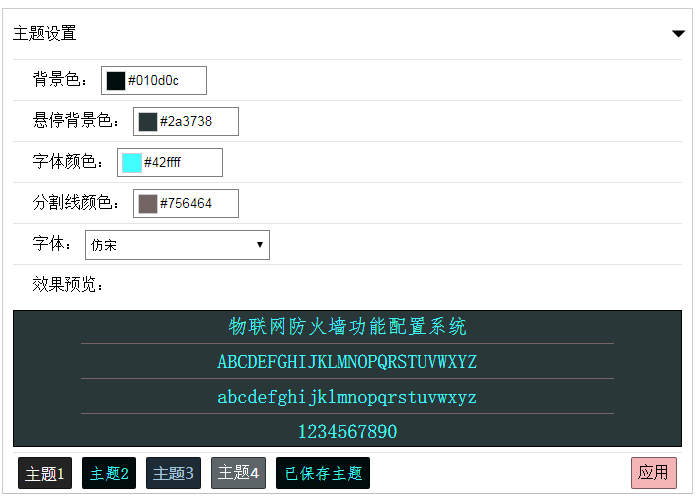 主题设置
背景色： #010d0c
悬停背景色： #2a3738
字体颜色： #42ffff
分割线颜色： #756464
字体： 仿宋
效果预览：
物联网防火墙功能配置系统
ABCDEFGHIJKLMNOPQRSTUVWXYZ
abcdefghijklmnopqrstuvwxyz
1234567890
主题1 主题2 主题3 主题4 已保存主题 应用